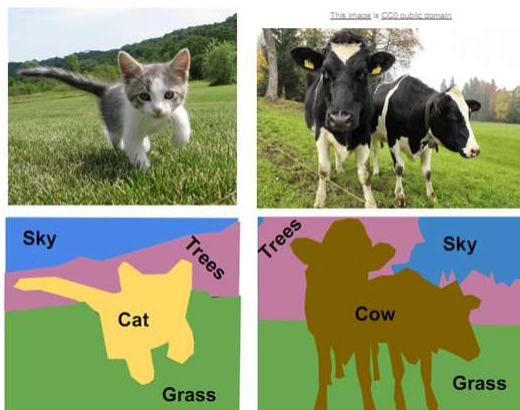 This image is CC0 public domain
Sky
Trees
Cat
Grass
Trees
Sky
Cow
Grass